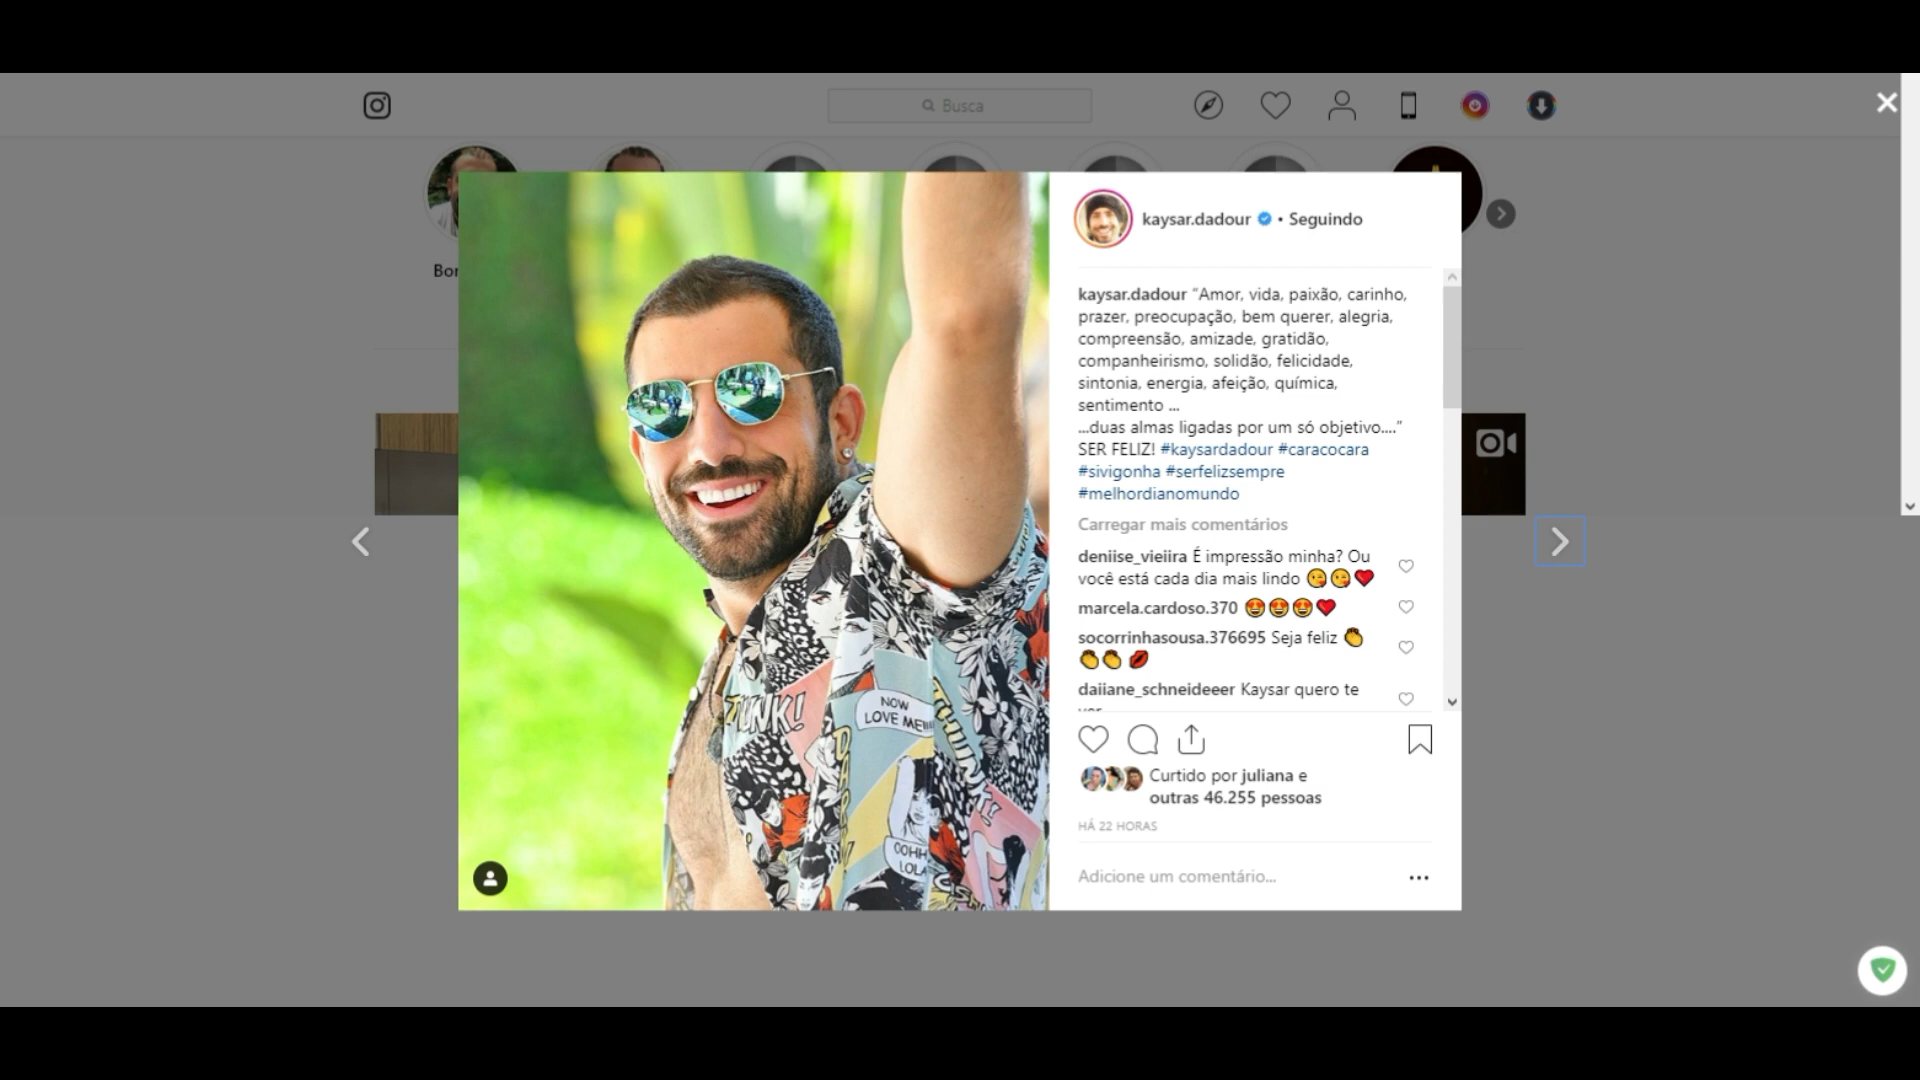 Busca
Bor
kaysar.dadour • Seguindo
kaysar.dadour “Amor, vida, paixão, carinho,
prazer, preocupação, bem querer, alegria,
compreensão, amizade, gratidão,
companheirismo, solidão, felicidade,
sintonia, energia, afeição, química,
sentimento ...
...duas almas ligadas por um só objetivo....”
SER FELIZ! #kaysardadour #caracocara
#sivigonha #serfelizsempre
#melhordianomundo
Carregar mais comentários
deniise_vieiira É impressão minha? Ou
você está cada dia mais lindo 😘😘❤️
marcela.cardoso.370 😍😍😍❤️
socorrinhasousa.376695 Seja feliz 👏
👏👏 💋
daiiane_schneideeer Kaysar quero te
Curtido por juliana e
outras 46.255 pessoas
HÁ 22 HORAS
Adicione um comentário...
NOW
LOVE ME!!!
OOHH
LOLA